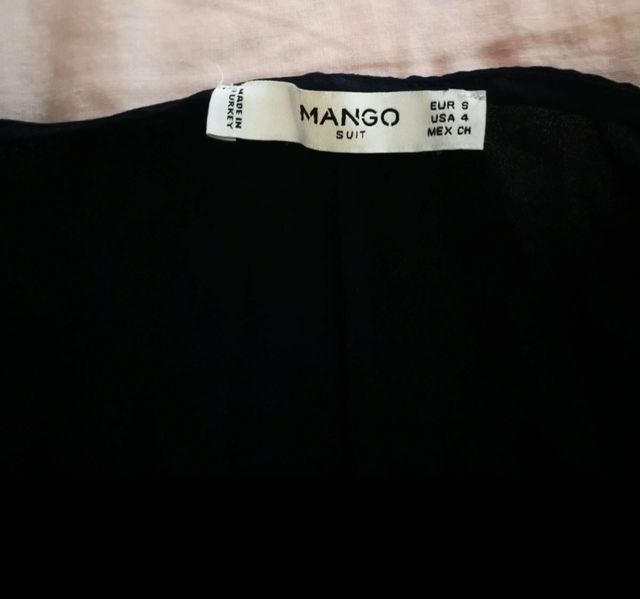 MADE IN
TURKEY
MANGO
SUIT
EUR S
USA 4
MEX CH